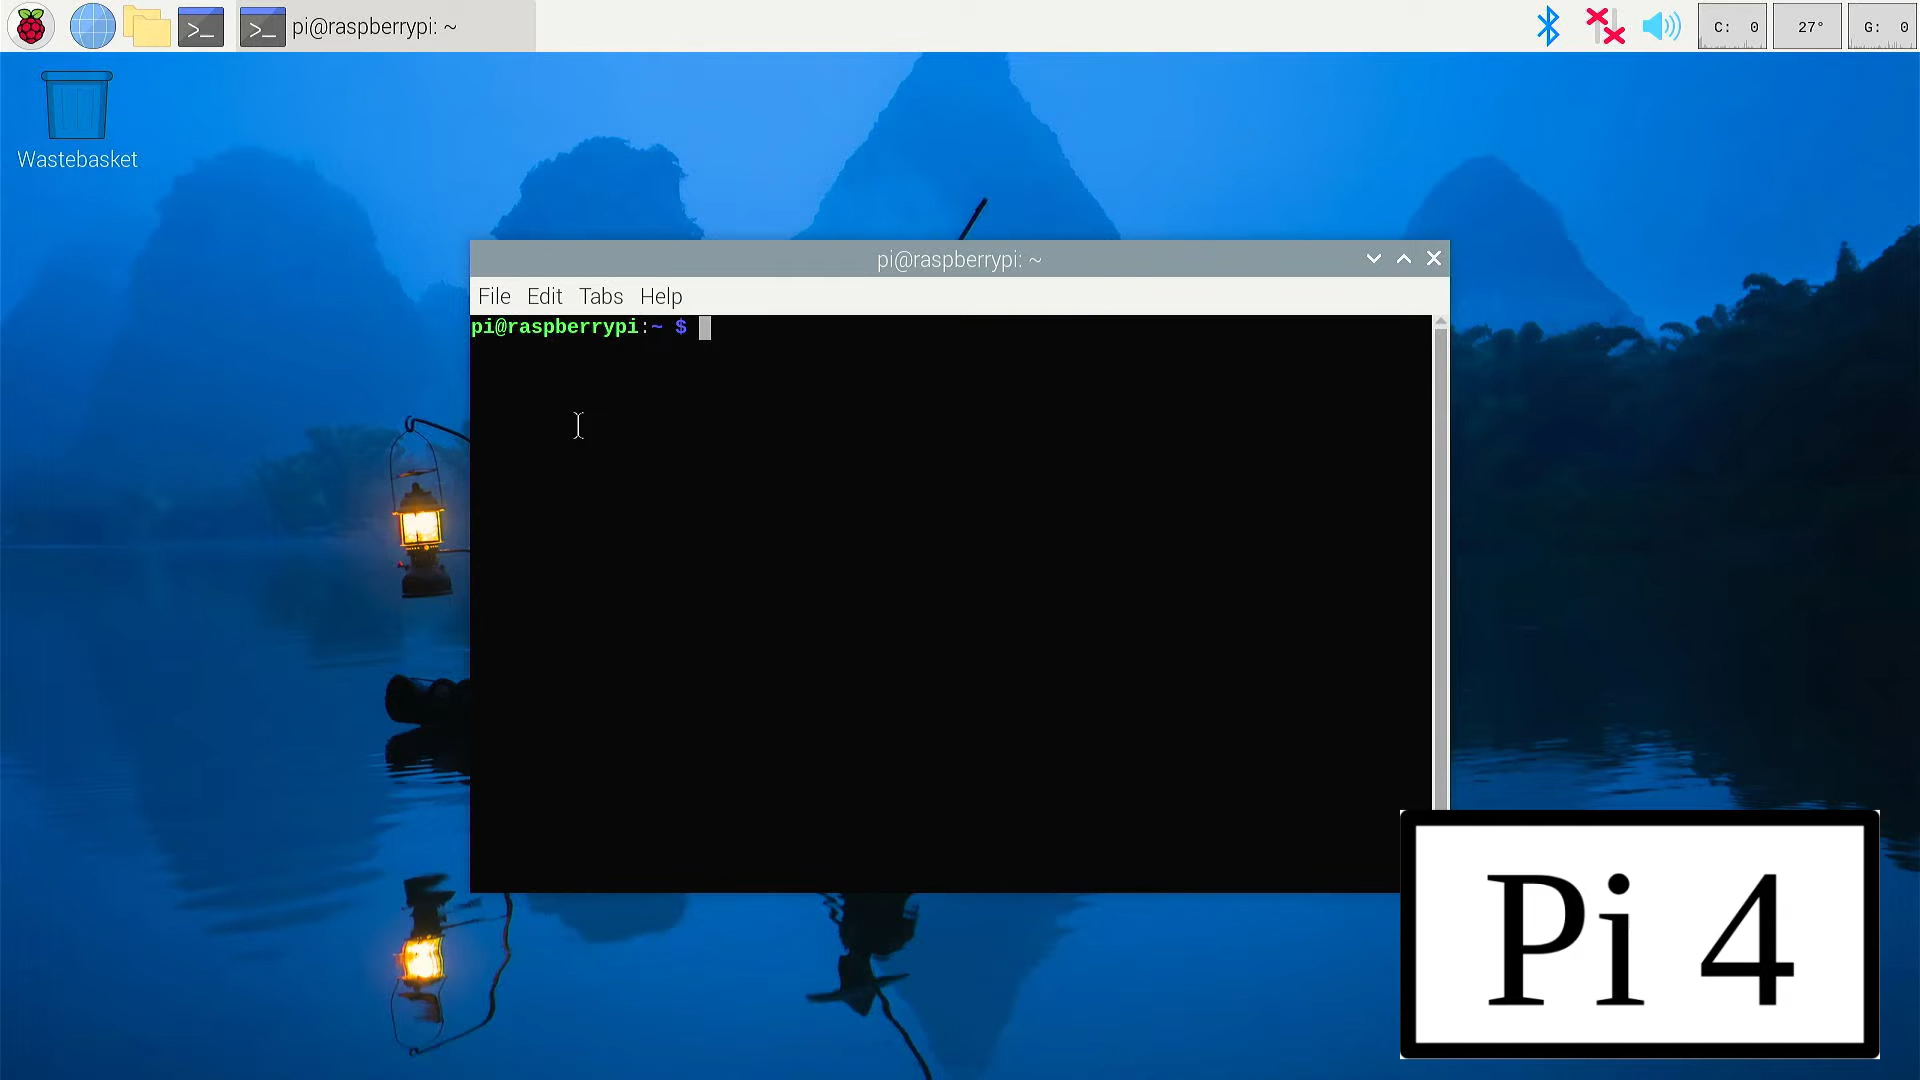 pi@raspberrypi: ~
C: 0
27°
G: 0
Wastebasket
pi@raspberrypi: ~
File Edit Tabs Help
pi@raspberrypi:~ $
Pi 4